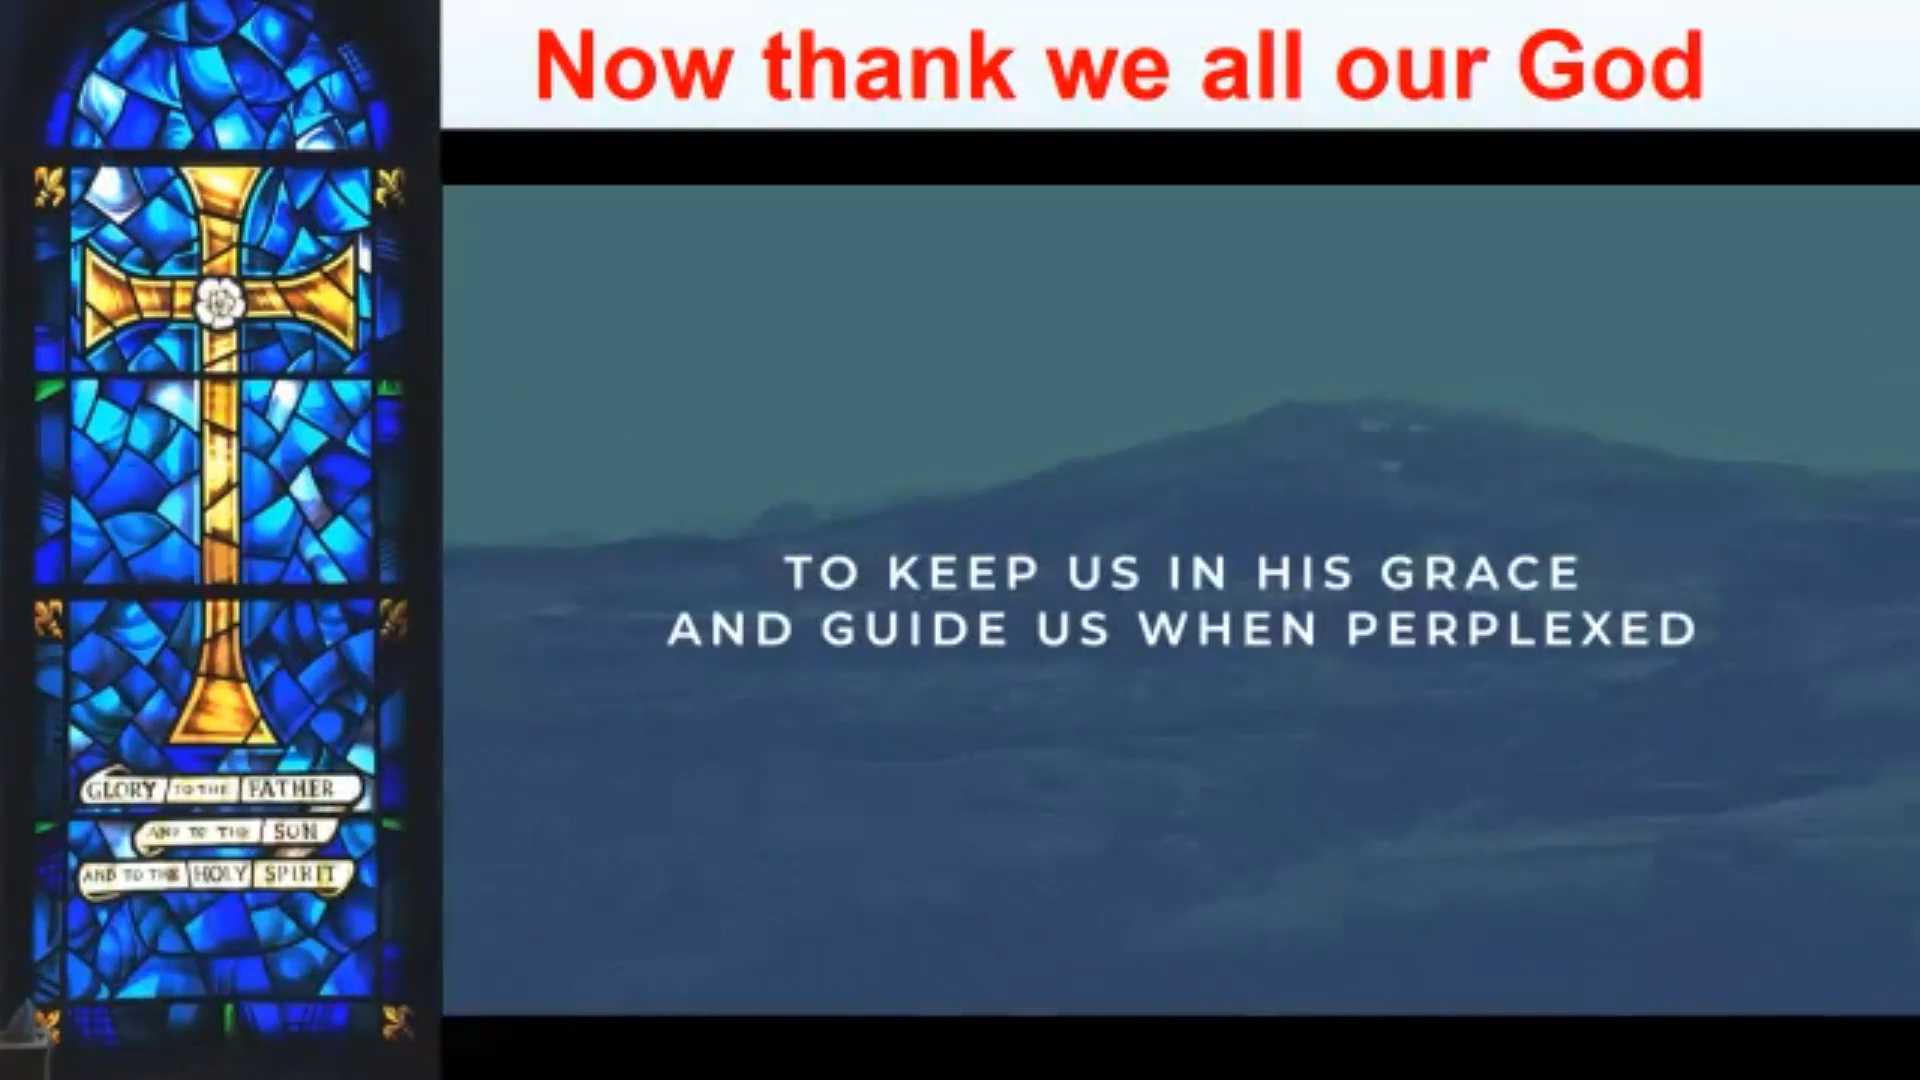 Now thank we all our God
TO KEEP US IN HIS GRACE
AND GUIDE US WHEN PERPLEXED
GLORY TO THE FATHER
AND TO THE SON
AND TO THE HOLY SPIRIT